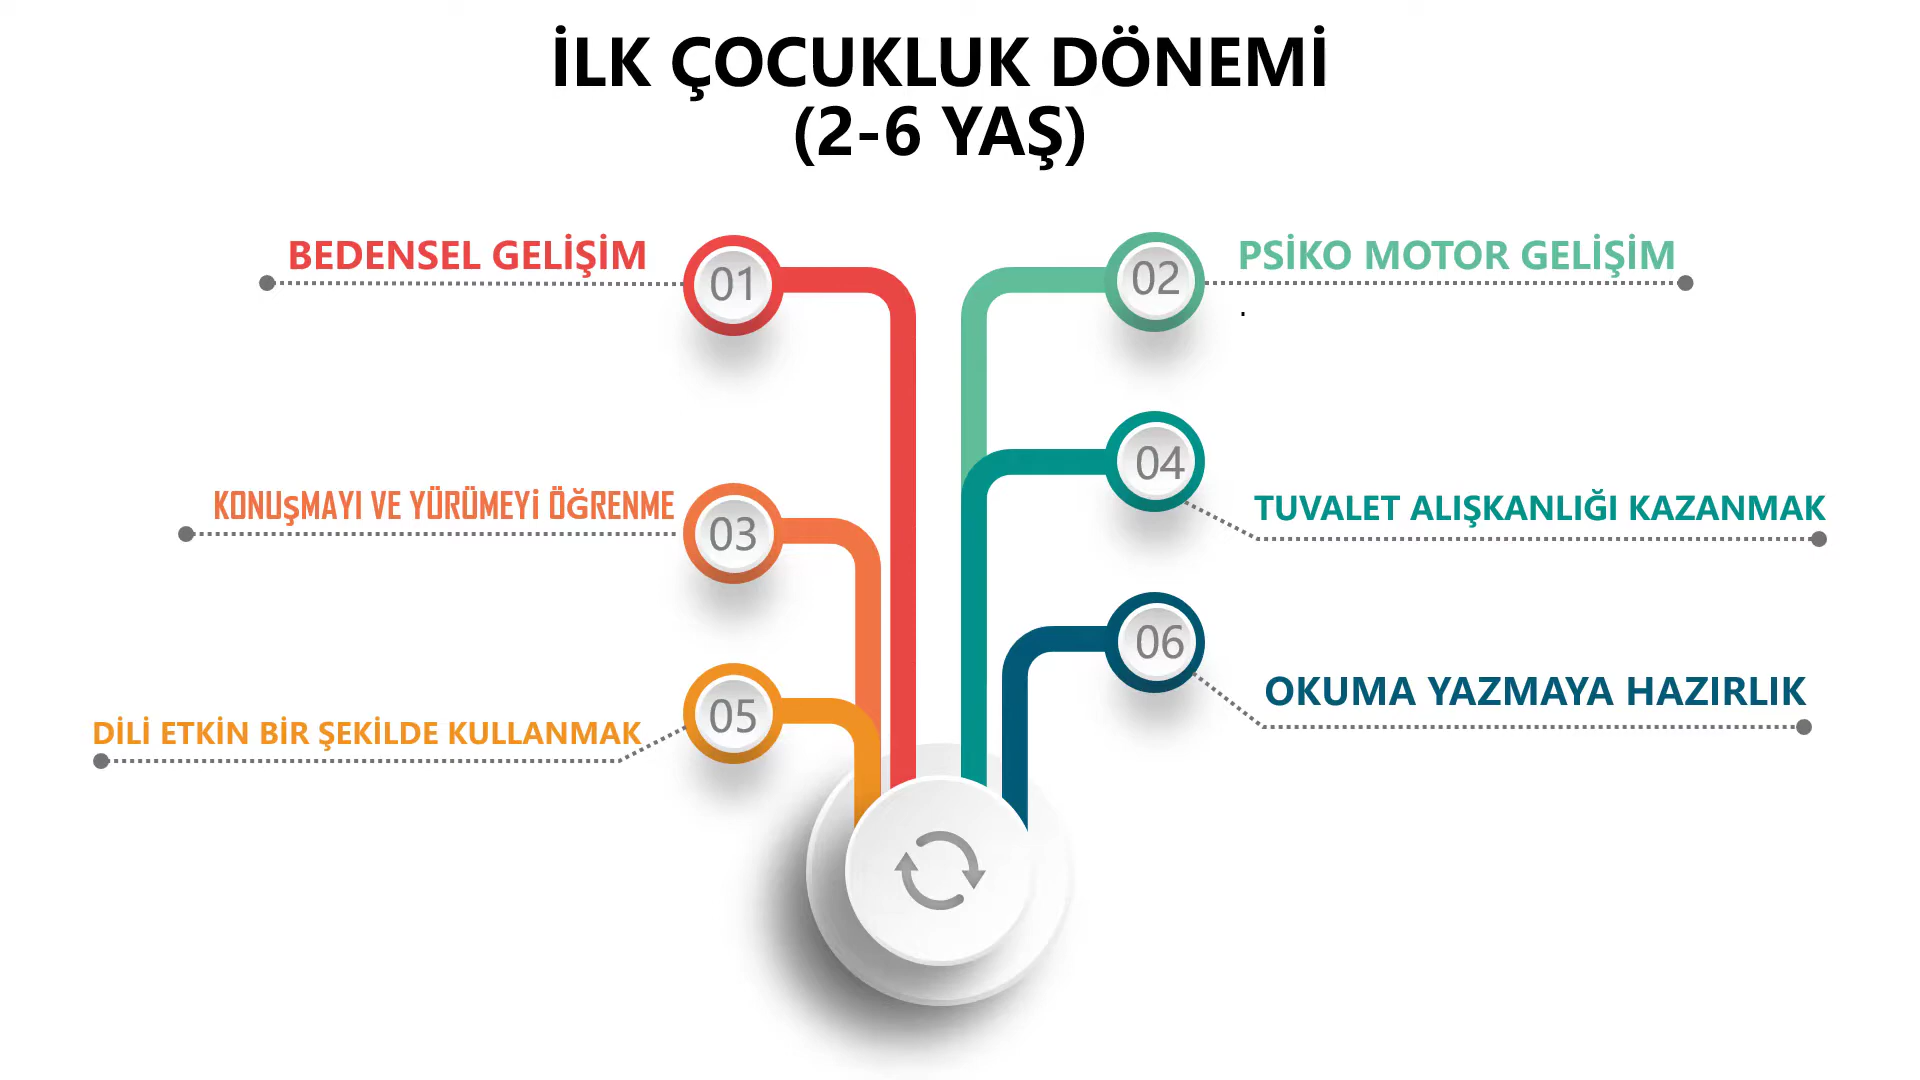 İLK ÇOCUKLUK DÖNEMİ
(2-6 YAŞ)
BEDENSEL GELİŞİM
01
02
PSİKO MOTOR GELİŞİM
.
KONUŞMAYI VE YÜRÜMEYİ ÖĞRENME
03
04
TUVALET ALIŞKANLIĞI KAZANMAK
DİLİ ETKİN BİR ŞEKİLDE KULLANMAK
05
06
OKUMA YAZMAYA HAZIRLIK